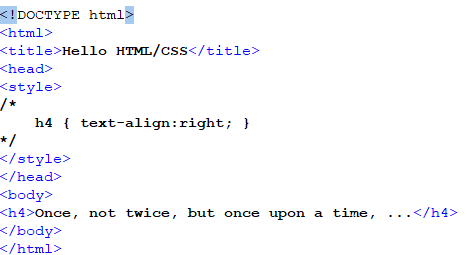 <!DOCTYPE html>
<html>
<title>Hello HTML/CSS</title>
<head>
<style>
/*
    h4 { text-align:right; }
*/
</style>
</head>
<body>
<h4>Once, not twice, but once upon a time, ...</h4>
</body>
</html>